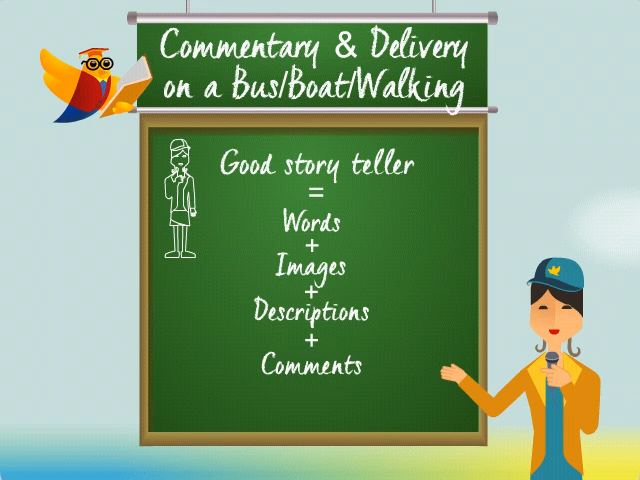 Commentary & Delivery
on a Bus/Boat/Walking
Good story teller
=
Words
+
Images
+
Descriptions
+
Comments